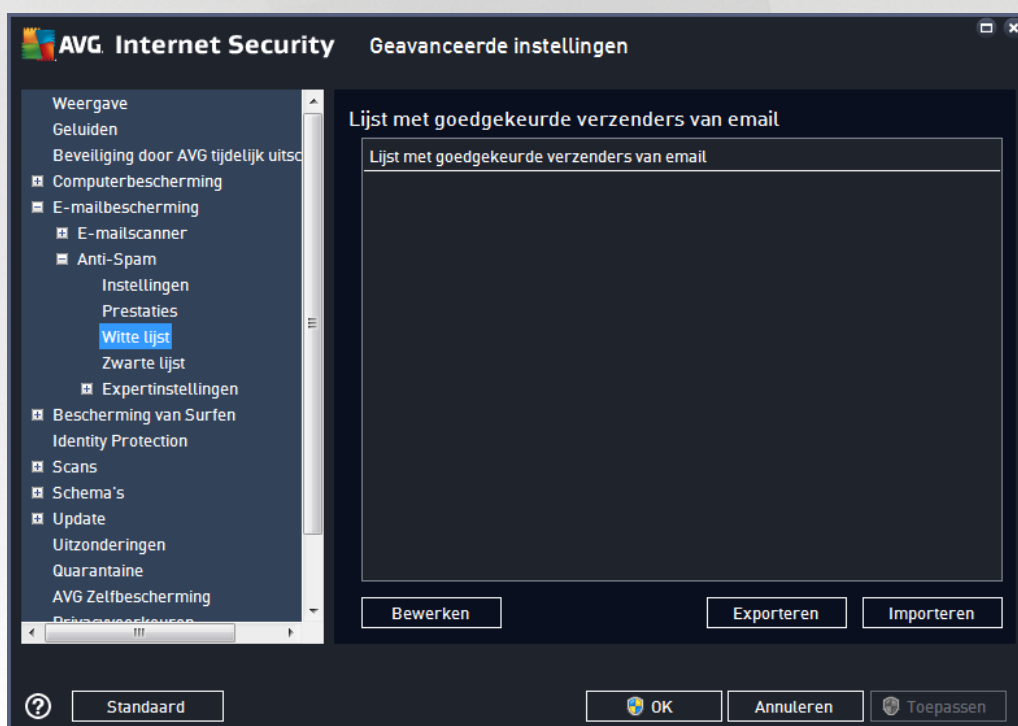 AVG. Internet Security Geavanceerde instellingen
Weergave
Geluiden
Beveiliging door AVG tijdelijk uitsc
Computerbescherming
E-mailbescherming
E-mailscanner
Anti-Spam
Instellingen
Prestaties
Witte lijst
Zwarte lijst
Expertinstellingen
Bescherming van Surfen
Identity Protection
Scans
Schema's
Update
Uitzonderingen
Quarantaine
AVG Zelfbescherming
Privacyvoorkeuren
Lijst met goedgekeurde verzenders van email
Lijst met goedgekeurde verzenders van email
Bewerken
Exporteren
Importeren
Standaard
OK
Annuleren
Toepassen